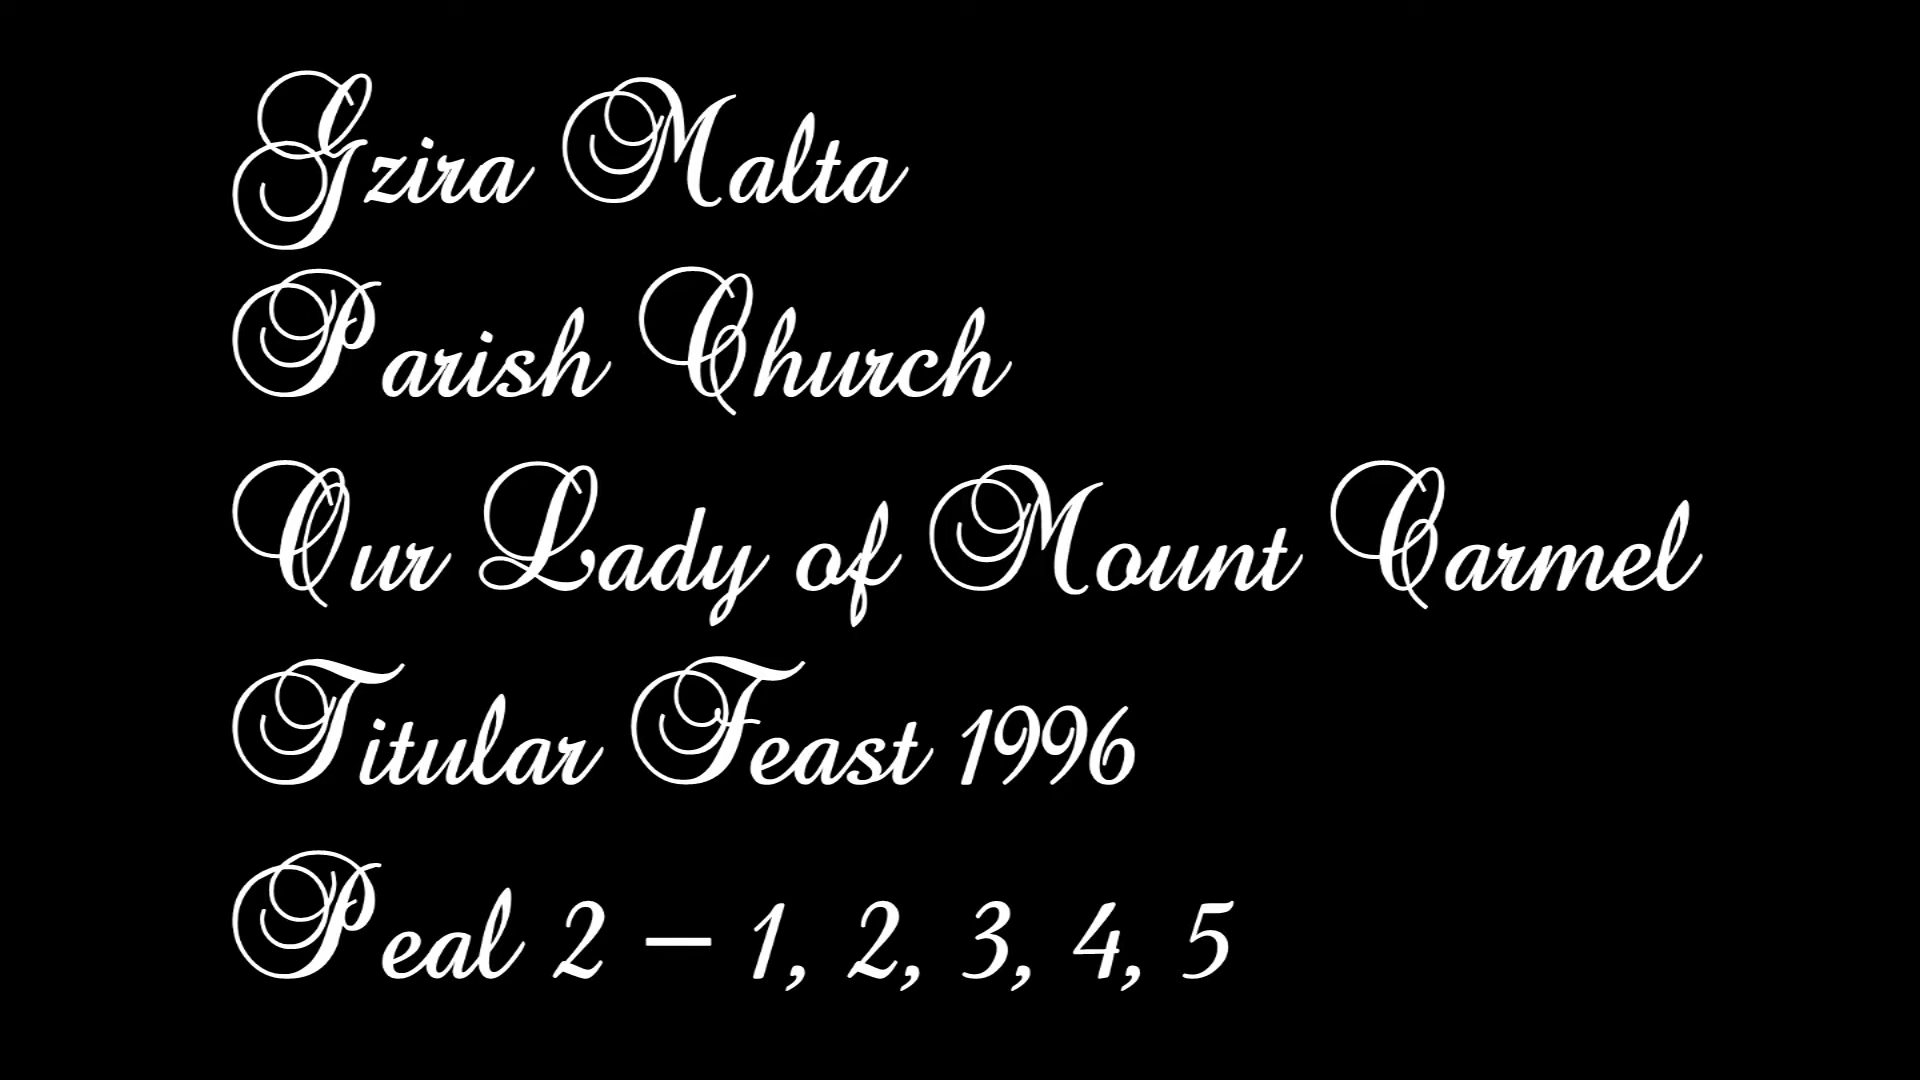 Gzira Malta
Parish Church
Our Lady of Mount Carmel
Titular Feast 1996
Peal 2 – 1, 2, 3, 4, 5